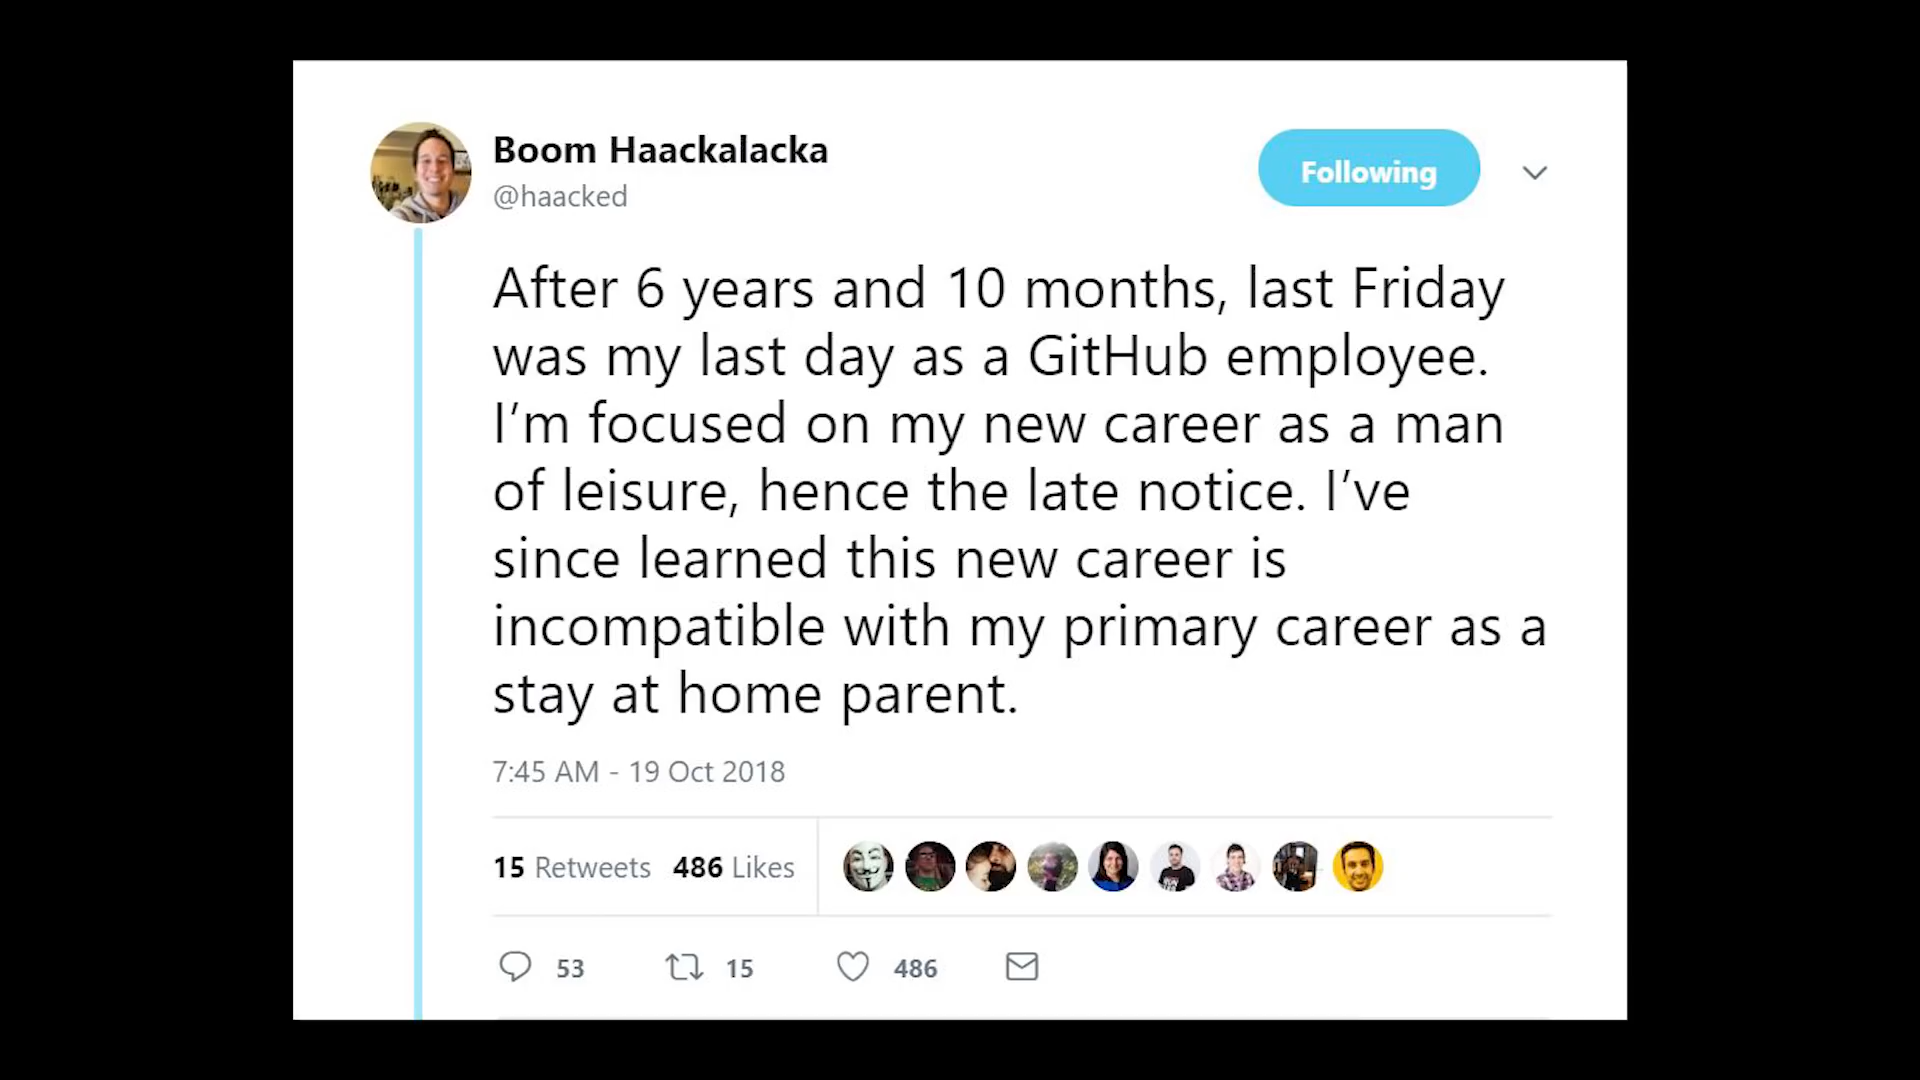 Boom Haackalacka
@haacked
Following
After 6 years and 10 months, last Friday
was my last day as a GitHub employee.
I’m focused on my new career as a man
of leisure, hence the late notice. I’ve
since learned this new career is
incompatible with my primary career as a
stay at home parent.
7:45 AM - 19 Oct 2018
15 Retweets 486 Likes
53 15 486